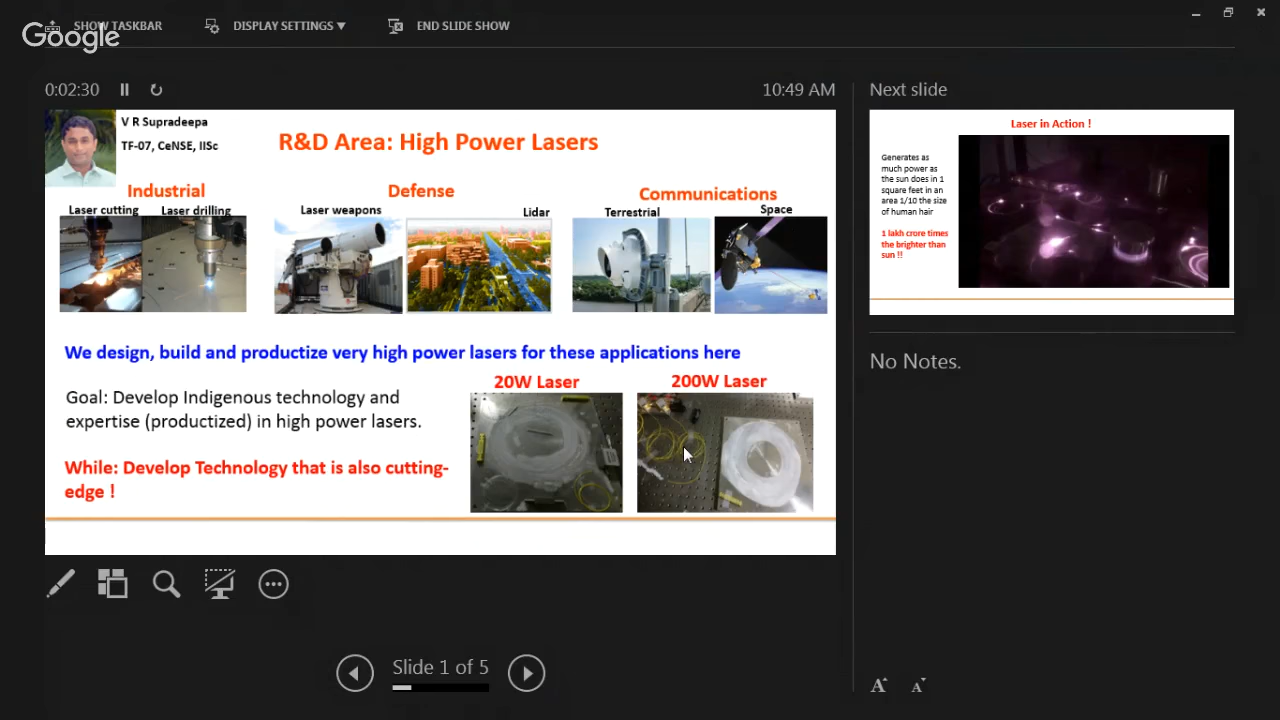 SHOW TASKBAR
DISPLAY SETTINGS ▼
END SLIDE SHOW
Google
0:02:30
10:49 AM
Next slide
V R Supradeepa
TF-07, CeNSE, IISc
R&D Area: High Power Lasers
Industrial
Defense
Communications
Laser cutting
Laser drilling
Laser weapons
Lidar
Terrestrial
Space
We design, build and productize very high power lasers for these applications here
Goal: Develop Indigenous technology and
expertise (productized) in high power lasers.
While: Develop Technology that is also cutting-
edge !
20W Laser
200W Laser
Laser in Action !
Generates as
much power as
the sun does in 1
square feet in an
area 1/10 the size
of human hair
1 lakh crore times
the brighter than
sun !!
No Notes.
Slide 1 of 5
A A